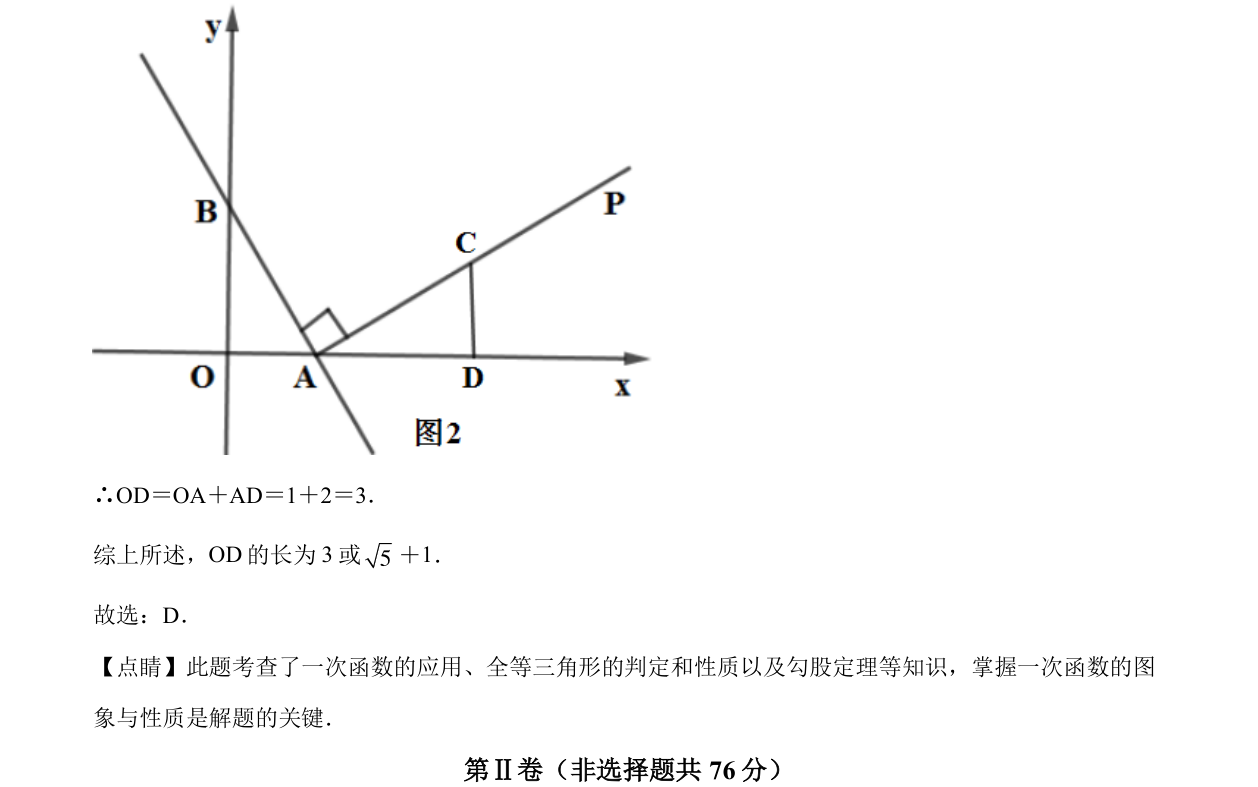 y
B
P
C
O
A
D
x
图2
∴OD＝OA＋AD＝1＋2＝3．
综上所述，OD 的长为 3 或√5＋1．
故选：D．
【点睛】此题考查了一次函数的应用、全等三角形的判定和性质以及勾股定理等知识，掌握一次函数的图
象与性质是解题的关键．
第Ⅱ卷（非选择题共 76 分）